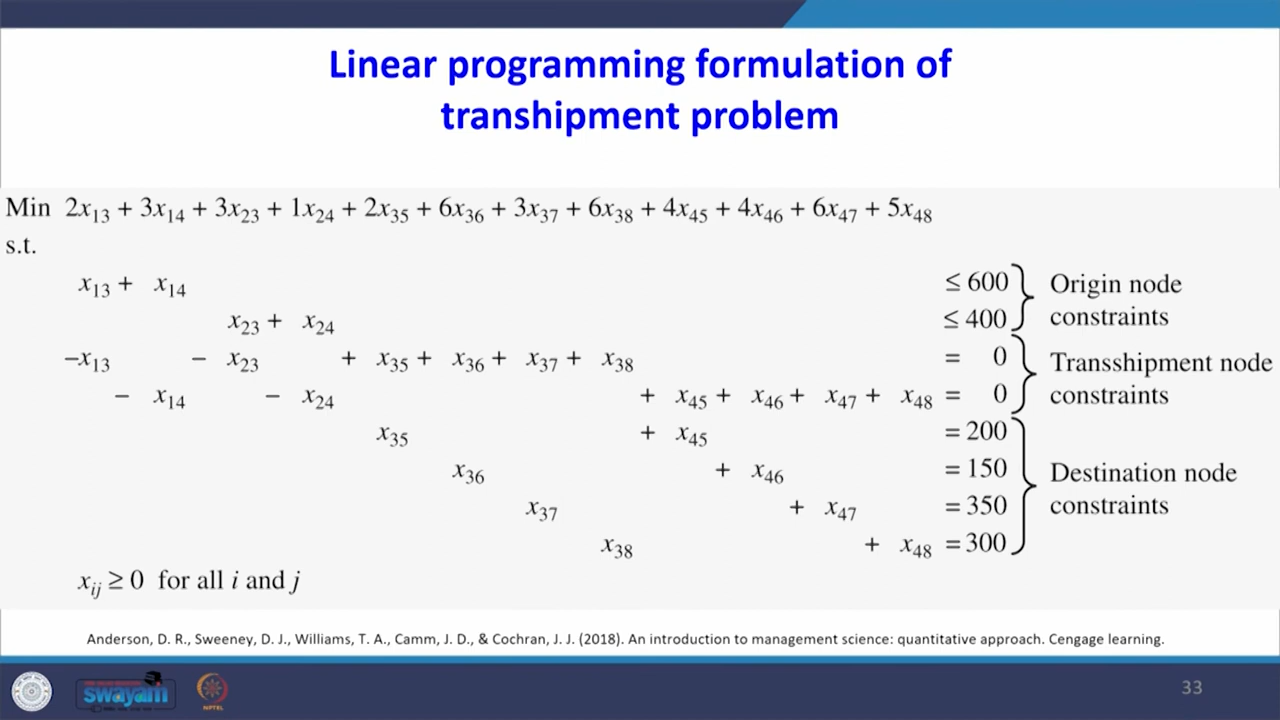 Linear programming formulation of
transhipment problem
Min 2x₁₃ + 3x₁₄ + 3x₂₃ + 1x₂₄ + 2x₃₅ + 6x₃₆ + 3x₃₇ + 6x₃₈ + 4x₄₅ + 4x₄₆ + 6x₄₇ + 5x₄₈
s.t.
x₁₃ + x₁₄ ≤ 600
x₂₃ + x₂₄ ≤ 400
Origin node
constraints
−x₁₃ − x₂₃ + x₃₅ + x₃₆ + x₃₇ + x₃₈ = 0
− x₁₄ − x₂₄ + x₄₅ + x₄₆ + x₄₇ + x₄₈ = 0
Transshipment node
constraints
x₃₅ + x₄₅ = 200
x₃₆ + x₄₆ = 150
x₃₇ + x₄₇ = 350
x₃₈ + x₄₈ = 300
Destination node
constraints
xᵢⱼ ≥ 0 for all i and j
Anderson, D. R., Sweeney, D. J., Williams, T. A., Camm, J. D., & Cochran, J. J. (2018). An introduction to management science: quantitative approach. Cengage learning.
swayam
NPTEL
33